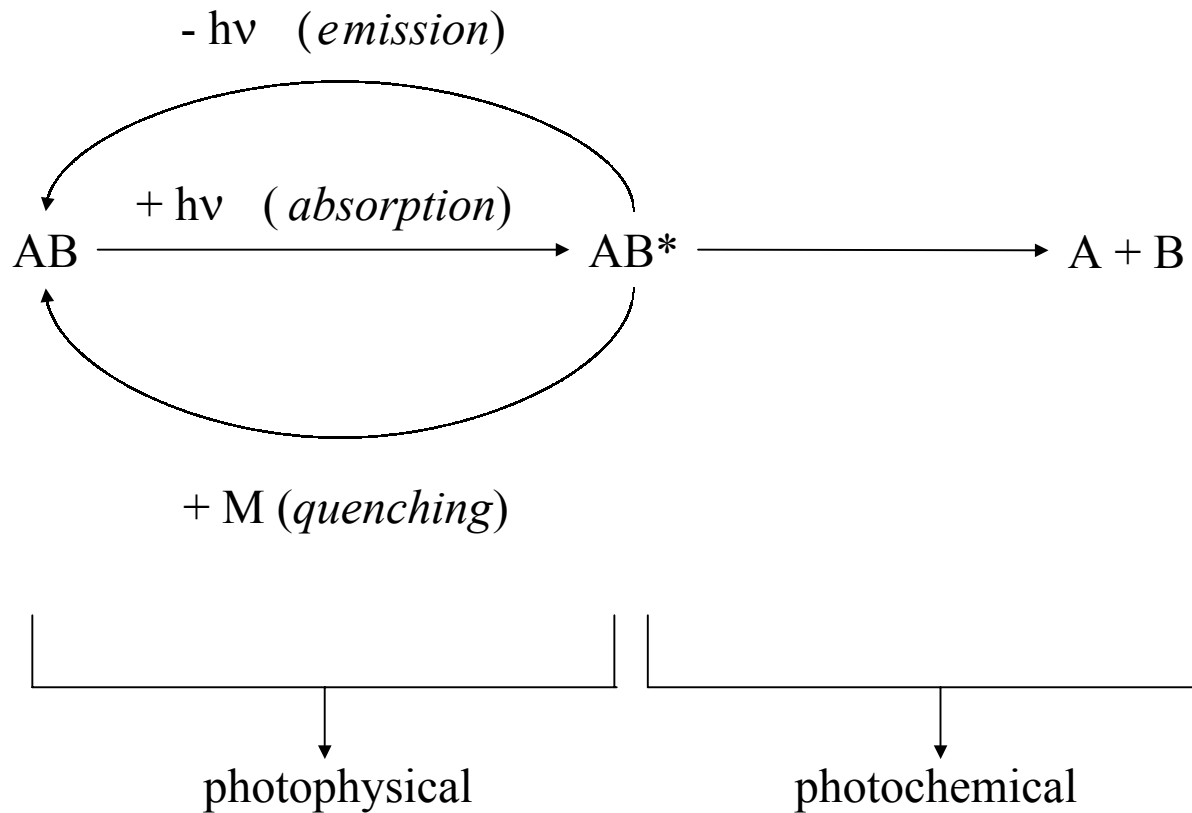 - hν (emission)
+ hν ( absorption)
AB AB* A + B
+ M (quenching)
photophysical photochemical